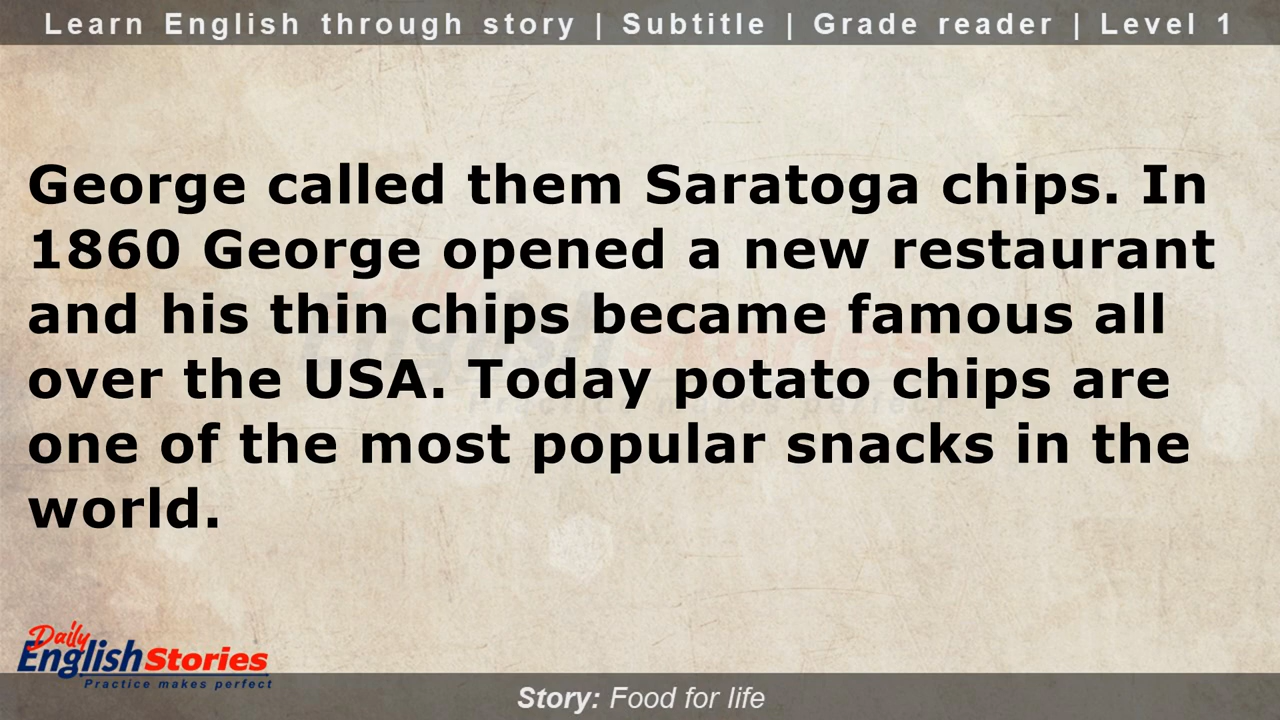 Learn English through story | Subtitle | Grade reader | Level 1
George called them Saratoga chips. In
1860 George opened a new restaurant
and his thin chips became famous all
over the USA. Today potato chips are
one of the most popular snacks in the
world.
Daily
English Stories
Practice makes perfect
Story: Food for life